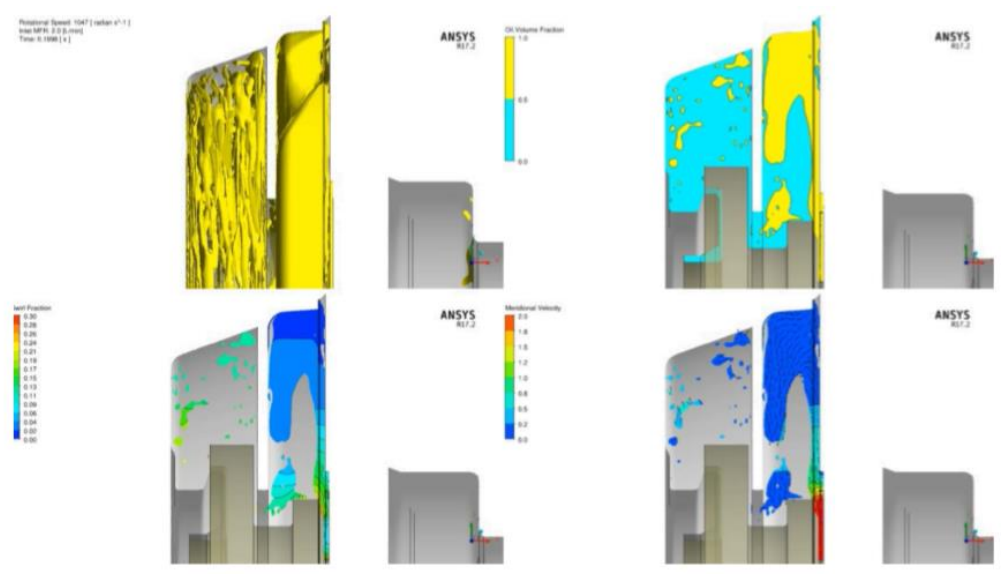 Rotational Speed: 1047 [ radian s^-1 ]
Inlet MFR: 2.0 [L/min]
Time: 0.1998 [ s ]
ANSYS
R17.2
Oil.Volume Fraction
1.0
0.5
0.0
ANSYS
R17.2
Swirl Fraction
0.30
0.28
0.26
0.24
0.21
0.19
0.17
0.15
0.13
0.11
0.09
0.06
0.04
0.02
0.00
ANSYS
R17.2
Meridional Velocity
2.0
1.8
1.5
1.2
1.0
0.8
0.5
0.2
0.0
ANSYS
R17.2